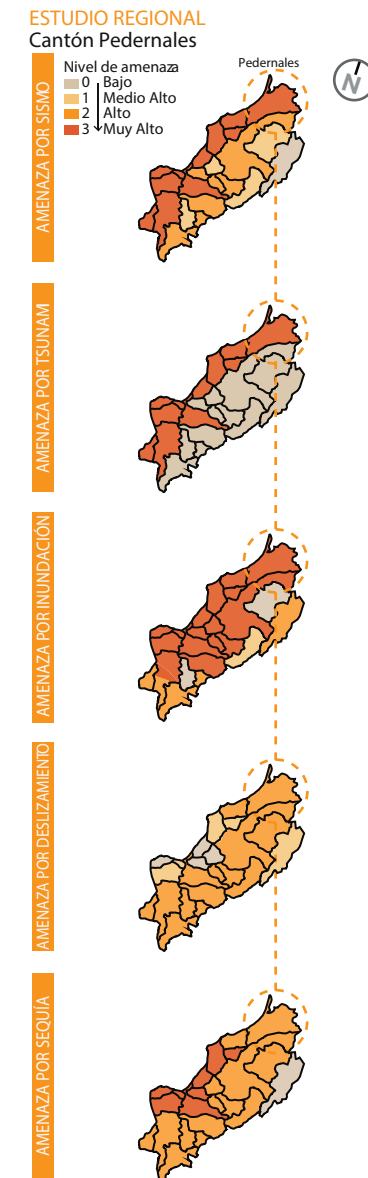 ESTUDIO REGIONAL
Cantón Pedernales
Nivel de amenaza
0 Bajo
1 Medio Alto
2 Alto
3 Muy Alto
Pedernales
N
AMENAZA POR SISMO
AMENAZA POR TSUNAM
AMENAZA POR INUNDACIÓN
AMENAZA POR DESLIZAMIENTO
AMENAZA POR SEQUÍA